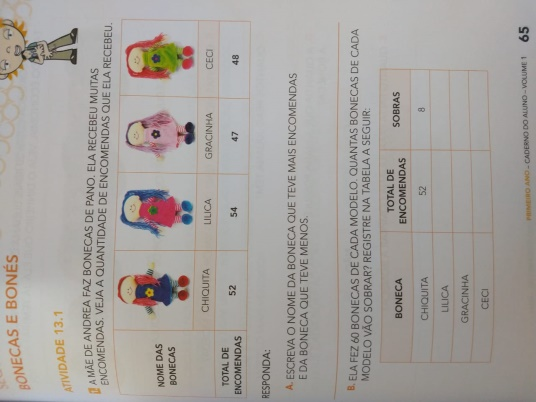 BONECAS E BONÉS
ATIVIDADE 13.1
A MÃE DE ANDREA FAZ BONECAS DE PANO. ELA RECEBEU MUITAS
ENCOMENDAS. VEJA A QUANTIDADE DE ENCOMENDAS QUE ELA RECEBEU.
NOME DAS BONECAS CHIQUITA LILICA GRACINHA CECI
TOTAL DE ENCOMENDAS 52 54 47 48
RESPONDA:
A. ESCREVA O NOME DA BONECA QUE TEVE MAIS ENCOMENDAS
E DA BONECA QUE TEVE MENOS.
B. ELA FEZ 60 BONECAS DE CADA MODELO. QUANTAS BONECAS DE CADA
MODELO VÃO SOBRAR? REGISTRE NA TABELA A SEGUIR:
BONECA TOTAL DE ENCOMENDAS SOBRAS
CHIQUITA 52 8
LILICA
GRACINHA
CECI
PRIMEIRO ANO – CADERNO DO ALUNO – VOLUME 1 65